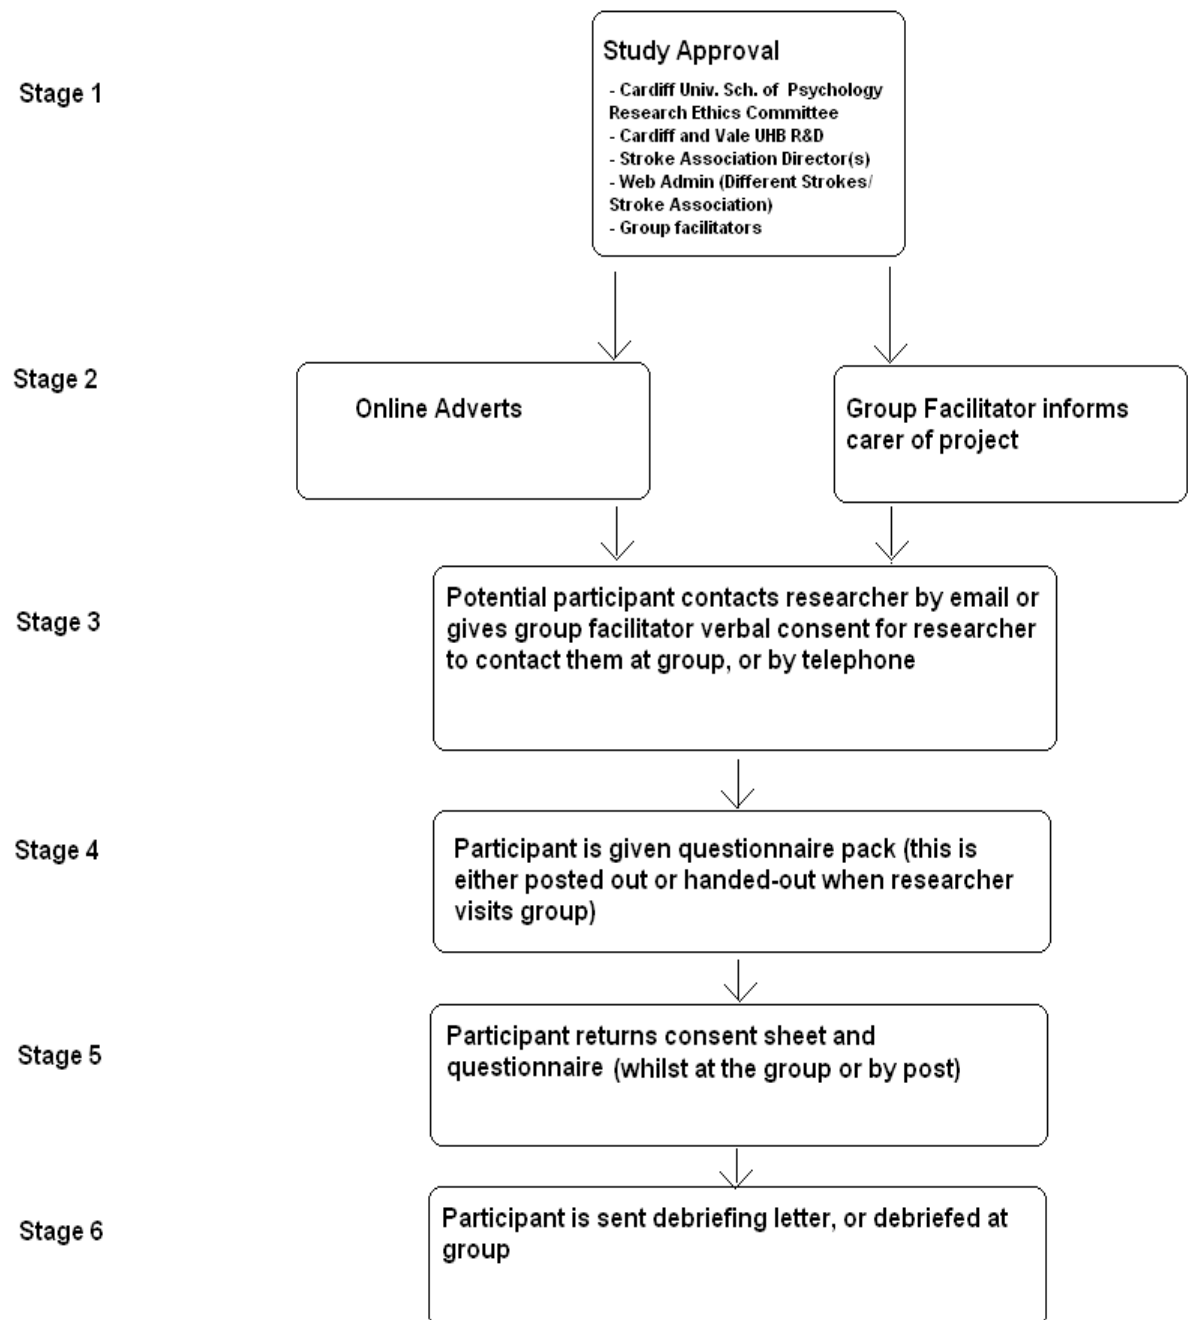 Stage 1
Study Approval
- Cardiff Univ. Sch. of Psychology
Research Ethics Committee
- Cardiff and Vale UHB R&D
- Stroke Association Director(s)
- Web Admin (Different Strokes/
Stroke Association)
- Group facilitators
Stage 2
Online Adverts
Group Facilitator informs
carer of project
Stage 3
Potential participant contacts researcher by email or
gives group facilitator verbal consent for researcher
to contact them at group, or by telephone
Stage 4
Participant is given questionnaire pack (this is
either posted out or handed-out when researcher
visits group)
Stage 5
Participant returns consent sheet and
questionnaire (whilst at the group or by post)
Stage 6
Participant is sent debriefing letter, or debriefed at
group